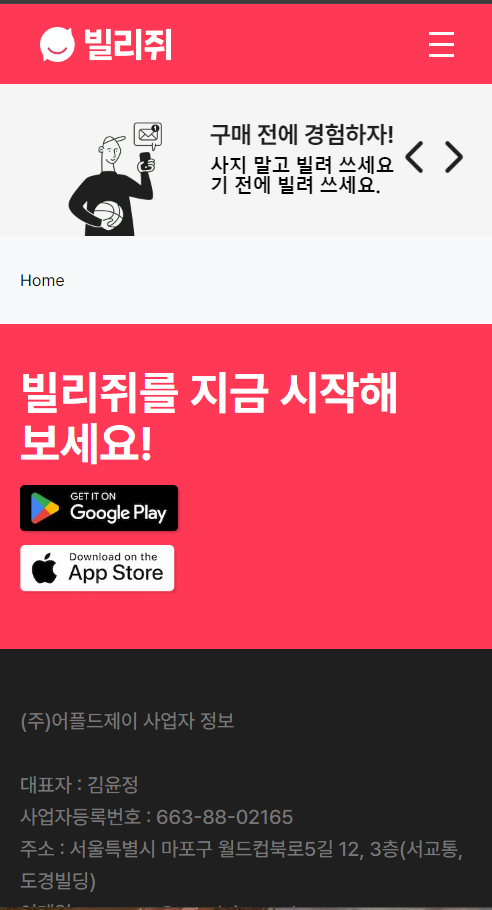 빌리쥐
구매 전에 경험하자!
사지 말고 빌려 쓰세요
기 전에 빌려 쓰세요.
Home
빌리쥐를 지금 시작해
보세요!
GET IT ON
Google Play
Download on the
App Store
(주)어플드제이 사업자 정보
대표자 : 김윤정
사업자등록번호 : 663-88-02165
주소 : 서울특별시 마포구 월드컵북로5길 12, 3층(서교통,
도경빌딩)